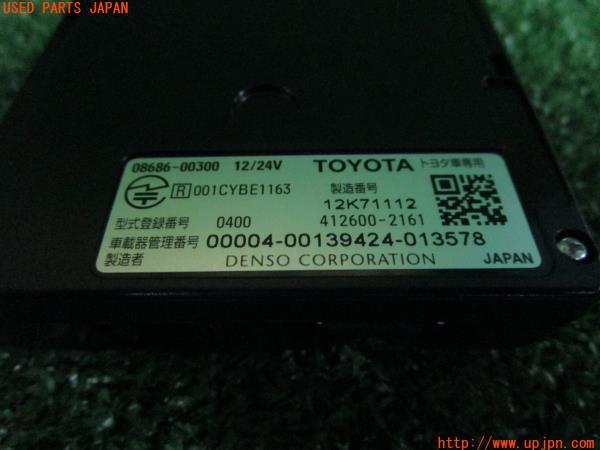 USED PARTS JAPAN
08686-00300 12/24V TOYOTA トヨタ車専用
R 001CYBE1163 製造番号
12K71112
型式登録番号 0400 412600-2161
車載器管理番号 00004-00139424-013578
製造者 DENSO CORPORATION JAPAN
http://www.upjpn.com/